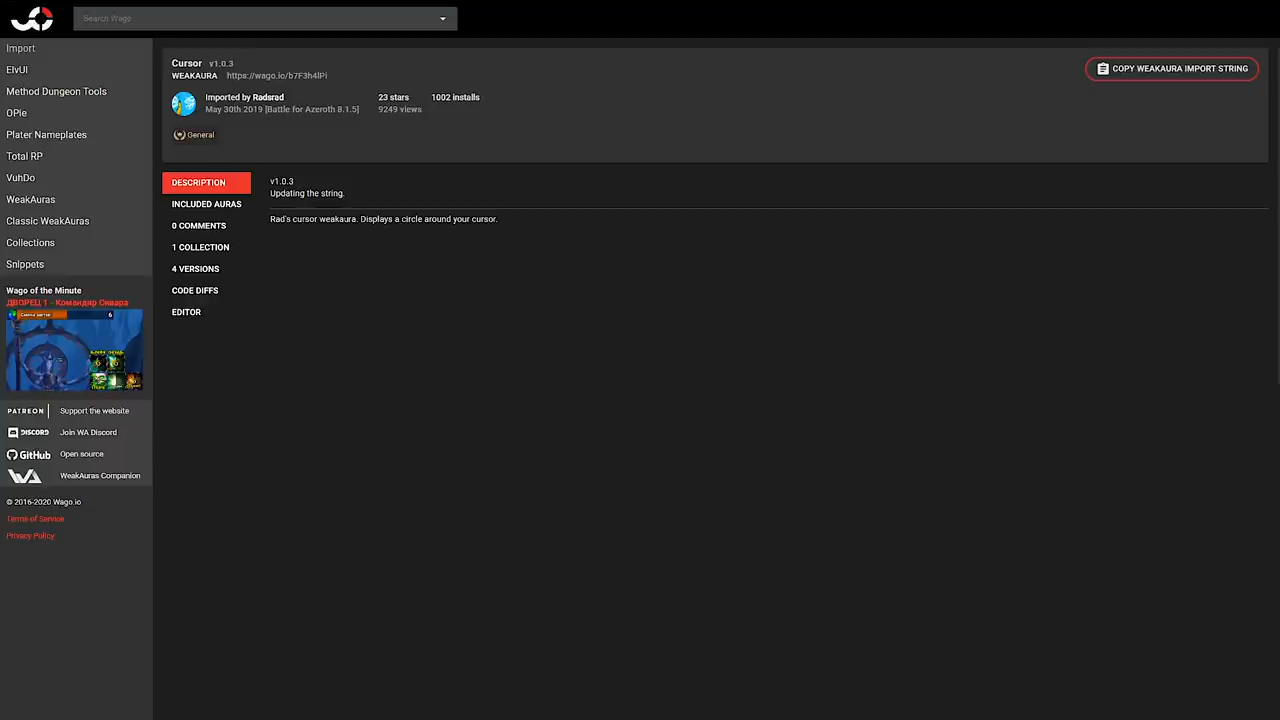 Search Wago
Import
ElvUI
Method Dungeon Tools
OPie
Plater Nameplates
Total RP
VuhDo
WeakAuras
Classic WeakAuras
Collections
Snippets
Wago of the Minute
ДВОРЕЦ 1 - Командир Сивара
6
PATREON Support the website
DISCORD Join WA Discord
GitHub Open source
WA WeakAuras Companion
© 2016-2020 Wago.io
Terms of Service
Privacy Policy
Cursor v1.0.3
WEAKAURA https://wago.io/b7F3h4lPi
COPY WEAKAURA IMPORT STRING
Imported by Radsrad 23 stars 1002 installs
May 30th 2019 [Battle for Azeroth 8.1.5] 9249 views
General
DESCRIPTION
INCLUDED AURAS
0 COMMENTS
1 COLLECTION
4 VERSIONS
CODE DIFFS
EDITOR
v1.0.3
Updating the string.
Rad's cursor weakaura. Displays a circle around your cursor.